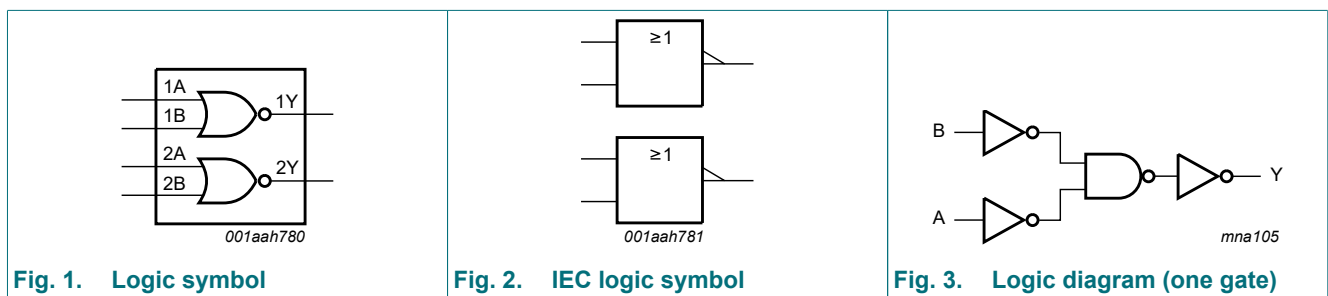 1A
1B
1Y
2A
2B
2Y
001aah780
Fig. 1. Logic symbol
≥1
≥1
001aah781
Fig. 2. IEC logic symbol
B
A
Y
mna105
Fig. 3. Logic diagram (one gate)